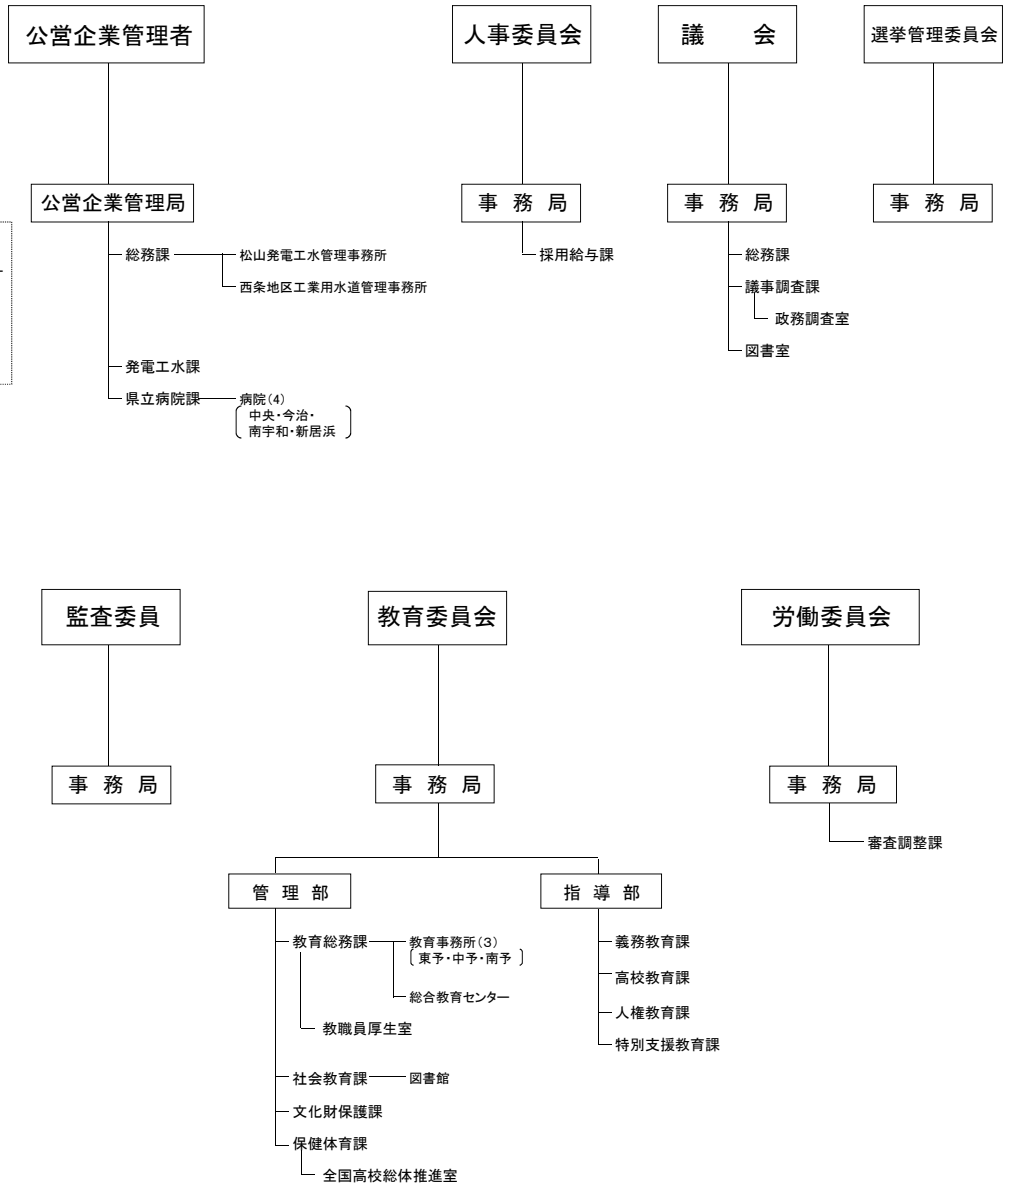 公営企業管理者
公営企業管理局
総務課
松山発電工水管理事務所
西条地区工業用水道管理事務所
発電工水課
県立病院課
病院(4)
中央・今治・
南宇和・新居浜
人事委員会
事務局
採用給与課
議会
事務局
総務課
議事調査課
政務調査室
図書室
選挙管理委員会
事務局
監査委員
事務局
教育委員会
事務局
管理部
教育総務課
教育事務所(3)
〔東予・中予・南予〕
総合教育センター
教職員厚生室
社会教育課
図書館
文化財保護課
保健体育課
全国高校総体推進室
指導部
義務教育課
高校教育課
人権教育課
特別支援教育課
労働委員会
事務局
審査調整課